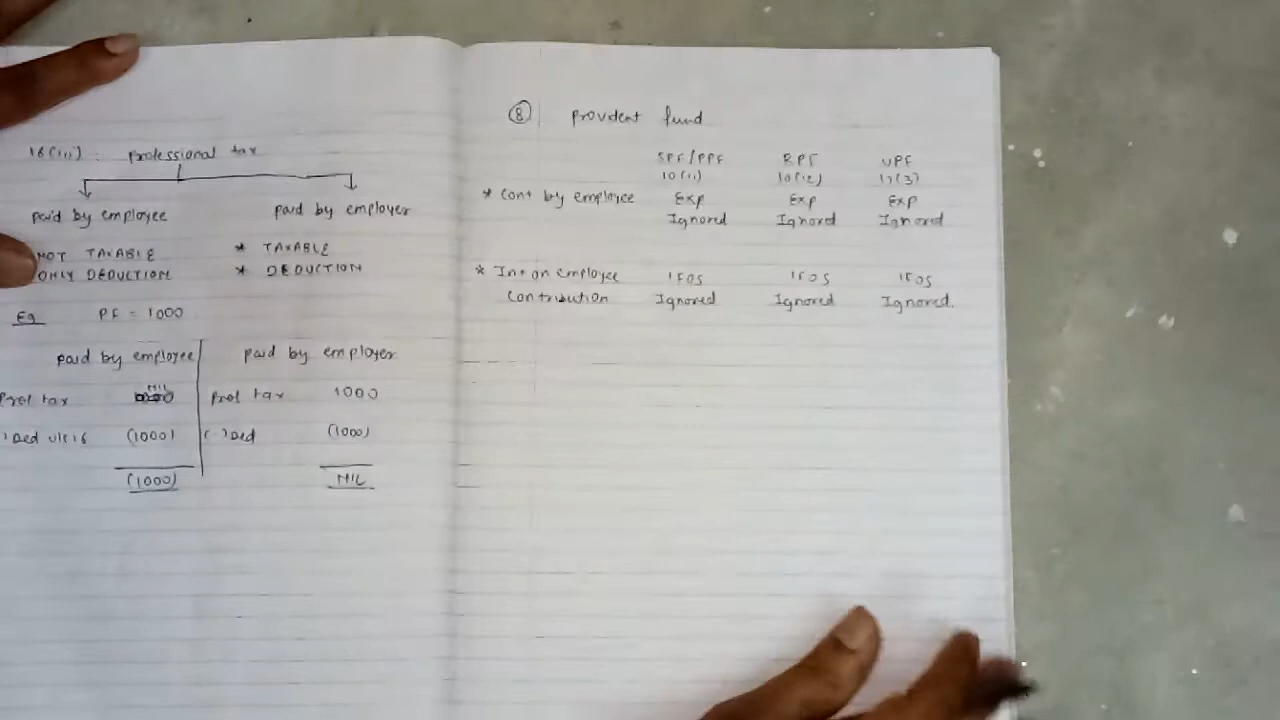 16(iii) : Professional tax
paid by employee paid by employer
NOT TAXABLE * TAXABLE
ONLY DEDUCTION * DEDUCTION
Eg PF = 1000
paid by employee paid by employer
Prof tax NIL Prof tax 1000
Ded u/s 16 (1000) (-) Ded (1000)
(1000) NIL
8 Provident fund
SPF/PPF RPF UPF
10(11) 10(12) 17(3)
* Cont by employee Exp Exp Exp
Ignored Ignored Ignored
* Int on employee IFOS IFOS IFOS
Contribution Ignored Ignored Ignored.